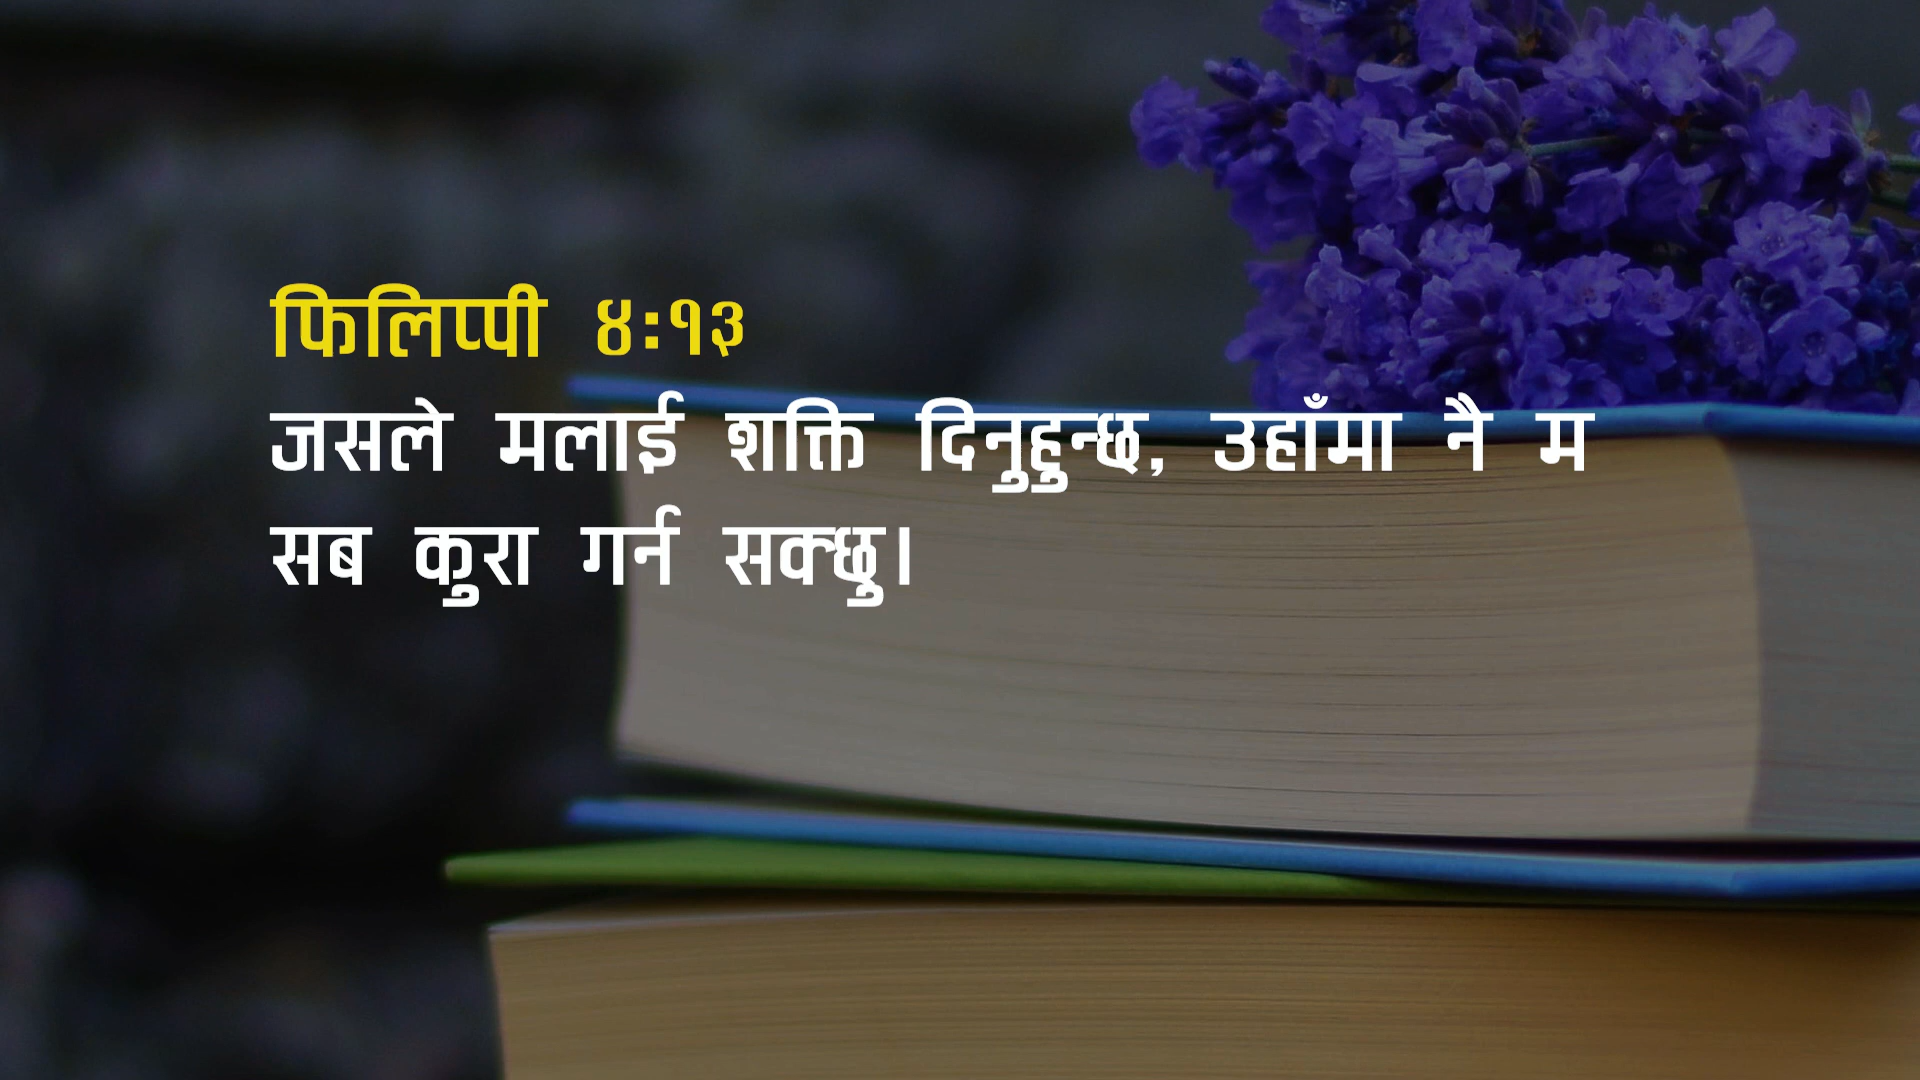 फिलिप्पी ४:१३
जसले मलाई शक्ति दिनुहुन्छ, उहाँमा नै म
सब कुरा गर्न सक्छु।